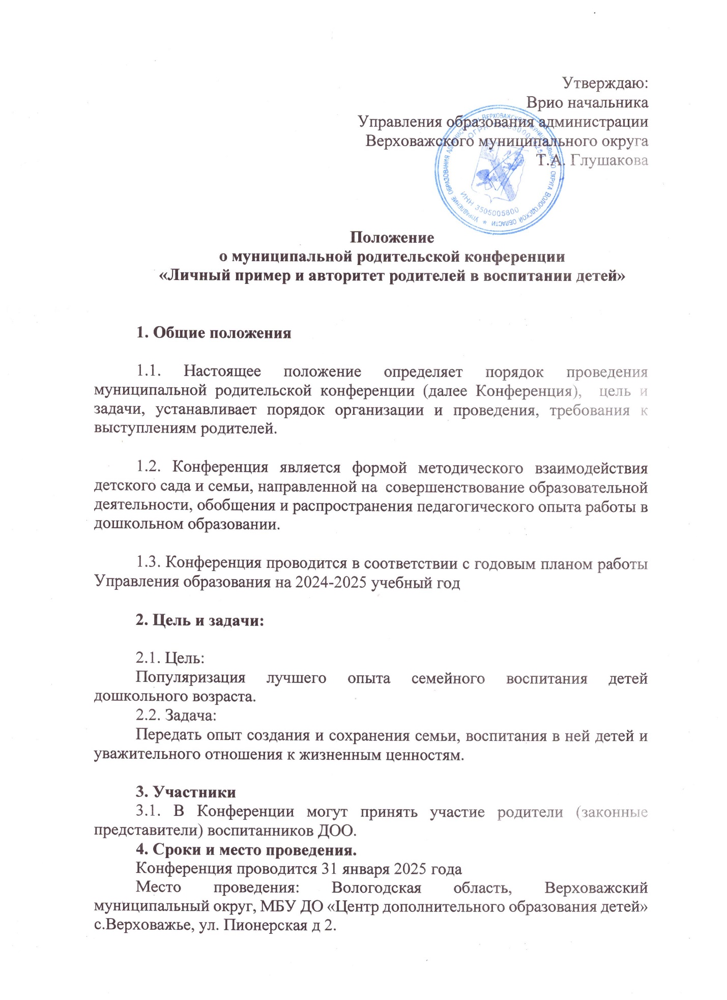 Утверждаю:
Врио начальника
Управления образования администрации
Верховажского муниципального округа
Т.А. Глушакова
УПРАВЛЕНИЕ ОБРАЗОВАНИЯ АДМИНИСТРАЦИИ ВЕРХОВАЖСКОГО МУНИЦИПАЛЬНОГО ОКРУГА ВОЛОГОДСКОЙ ОБЛАСТИ *
ОГРН
ИНН 3505005800
Положение
о муниципальной родительской конференции
«Личный пример и авторитет родителей в воспитании детей»
1. Общие положения
1.1. Настоящее положение определяет порядок проведения
муниципальной родительской конференции (далее Конференция), цель и
задачи, устанавливает порядок организации и проведения, требования к
выступлениям родителей.
1.2. Конференция является формой методического взаимодействия
детского сада и семьи, направленной на совершенствование образовательной
деятельности, обобщения и распространения педагогического опыта работы в
дошкольном образовании.
1.3. Конференция проводится в соответствии с годовым планом работы
Управления образования на 2024-2025 учебный год
2. Цель и задачи:
2.1. Цель:
Популяризация лучшего опыта семейного воспитания детей
дошкольного возраста.
2.2. Задача:
Передать опыт создания и сохранения семьи, воспитания в ней детей и
уважительного отношения к жизненным ценностям.
3. Участники
3.1. В Конференции могут принять участие родители (законные
представители) воспитанников ДОО.
4. Сроки и место проведения.
Конференция проводится 31 января 2025 года
Место проведения: Вологодская область, Верховажский
муниципальный округ, МБУ ДО «Центр дополнительного образования детей»
с.Верховажье, ул. Пионерская д 2.